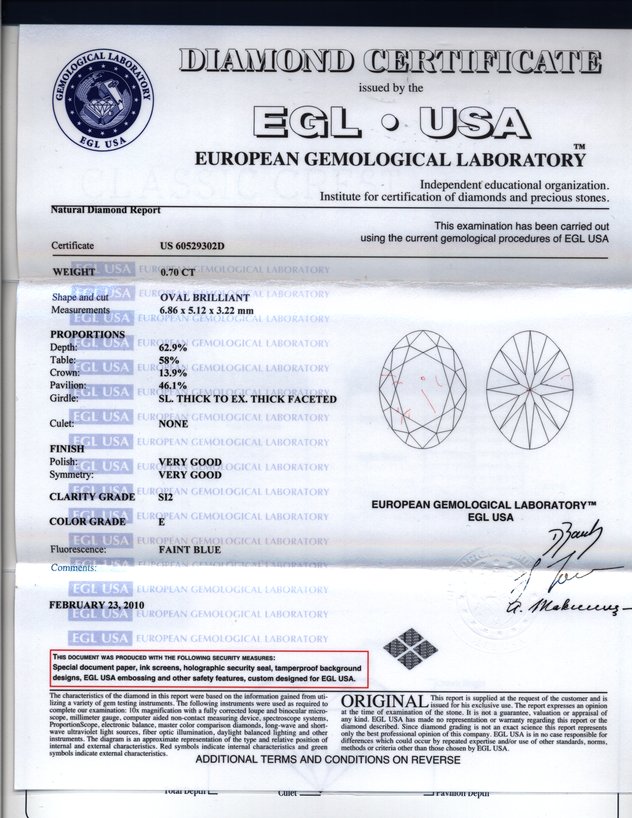 GEMOLOGICAL LABORATORY
EGL USA
DIAMOND CERTIFICATE
issued by the
EGL • USA
EUROPEAN GEMOLOGICAL LABORATORY™
Independent educational organization.
Institute for certification of diamonds and precious stones.
Natural Diamond Report
This examination has been carried out
using the current gemological procedures of EGL USA
Certificate US 60529302D
WEIGHT 0.70 CT
Shape and cut OVAL BRILLIANT
Measurements 6.86 x 5.12 x 3.22 mm
PROPORTIONS
Depth: 62.9%
Table: 58%
Crown: 13.9%
Pavilion: 46.1%
Girdle: SL. THICK TO EX. THICK FACETED
Culet: NONE
FINISH
Polish: VERY GOOD
Symmetry: VERY GOOD
CLARITY GRADE SI2
COLOR GRADE E
Fluorescence: FAINT BLUE
Comments:
FEBRUARY 23, 2010
EUROPEAN GEMOLOGICAL LABORATORY™
EGL USA
EGL USA EUROPEAN GEMOLOGICAL LABORATORY
THIS DOCUMENT WAS PRODUCED WITH THE FOLLOWING SECURITY MEASURES:
Special document paper, ink screens, holographic security seal, tamperproof background
designs, EGL USA embossing and other safety features, custom designed for EGL USA.
The characteristics of the diamond in this report were based on the information gained from uti-
lizing a variety of gem testing instruments. The following instruments were used as required to
complete our examination: 10x magnification with a fully corrected loupe and binocular micro-
scope, millimeter gauge, computer aided non-contact measuring device, spectroscope systems,
ProportionScope, electronic balance, master color comparison diamonds, long-wave and short-
wave ultraviolet light sources, fiber optic illumination, daylight balanced lighting and other
instruments. The diagram is an approximate representation of the type and relative position of
internal and external characteristics. Red symbols indicate internal characteristics and green
symbols indicate external characteristics.
ORIGINAL This report is supplied at the request of the customer and is
issued for his exclusive use. The report expresses an opinion
at the time of examination of the stone. It is not a guarantee, valuation or appraisal of
any kind. EGL USA has made no representation or warranty regarding this report or the
diamond described. Since diamond grading is not an exact science this report represents
only the best professional opinion of this company. EGL USA is in no case responsible for
differences which could occur by repeated expertise and/or use of other standards, norms,
methods or criteria other than those chosen by EGL USA.
ADDITIONAL TERMS AND CONDITIONS ON REVERSE
Total Depth
Culet
Pavilion Depth